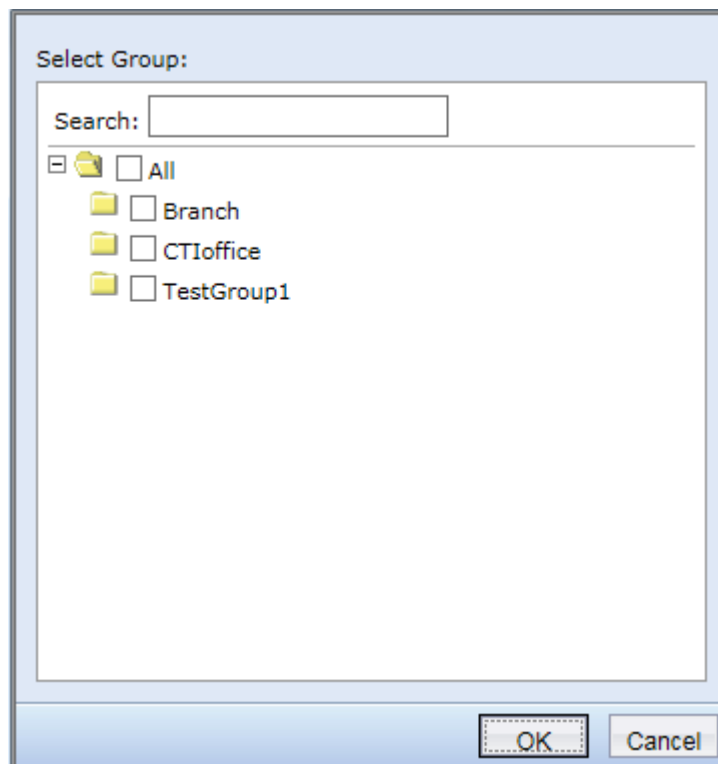 Select Group:
Search:
All
Branch
CTIoffice
TestGroup1
OK Cancel